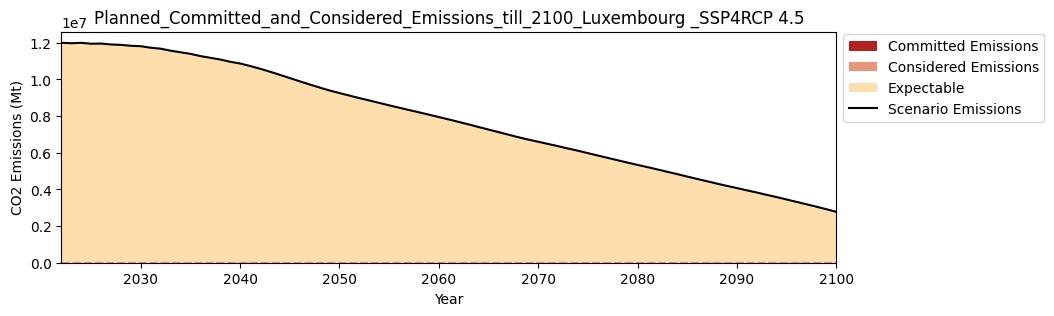 Planned_Committed_and_Considered_Emissions_till_2100_Luxembourg _SSP4RCP 4.5
1e7
CO2 Emissions (Mt)
1.2
1.0
0.8
0.6
0.4
0.2
0.0
2030 2040 2050 2060 2070 2080 2090 2100
Year
Committed Emissions
Considered Emissions
Expectable
Scenario Emissions